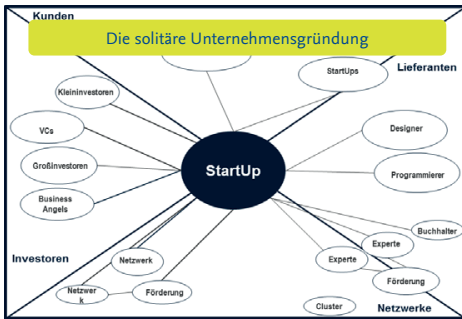 Kunden
Die solitäre Unternehmensgründung
StartUps
Lieferanten
Kleininvestoren
VCs
Designer
Großinvestoren
StartUp
Programmierer
Business
Angels
Buchhalter
Experte
Investoren
Netzwerk
Experte
Förderung
Netzwer
k
Förderung
Cluster
Netzwerke